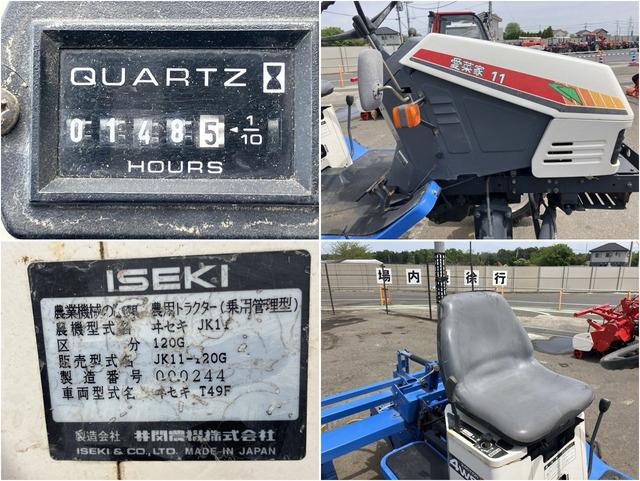 QUARTZ
01485
1/10
HOURS
愛菜家 11
ISEKI
農業機械の 農用トラクター(乗用管理型)
農機型式名 ヰセキ JK11
区分 120G
販売型式名 JK11-120G
製造番号 000244
車両型式名 ヰセキ T49F
製造会社 井関農機株式会社
ISEKI & CO., LTD. MADE IN JAPAN
場内 徐行
4W